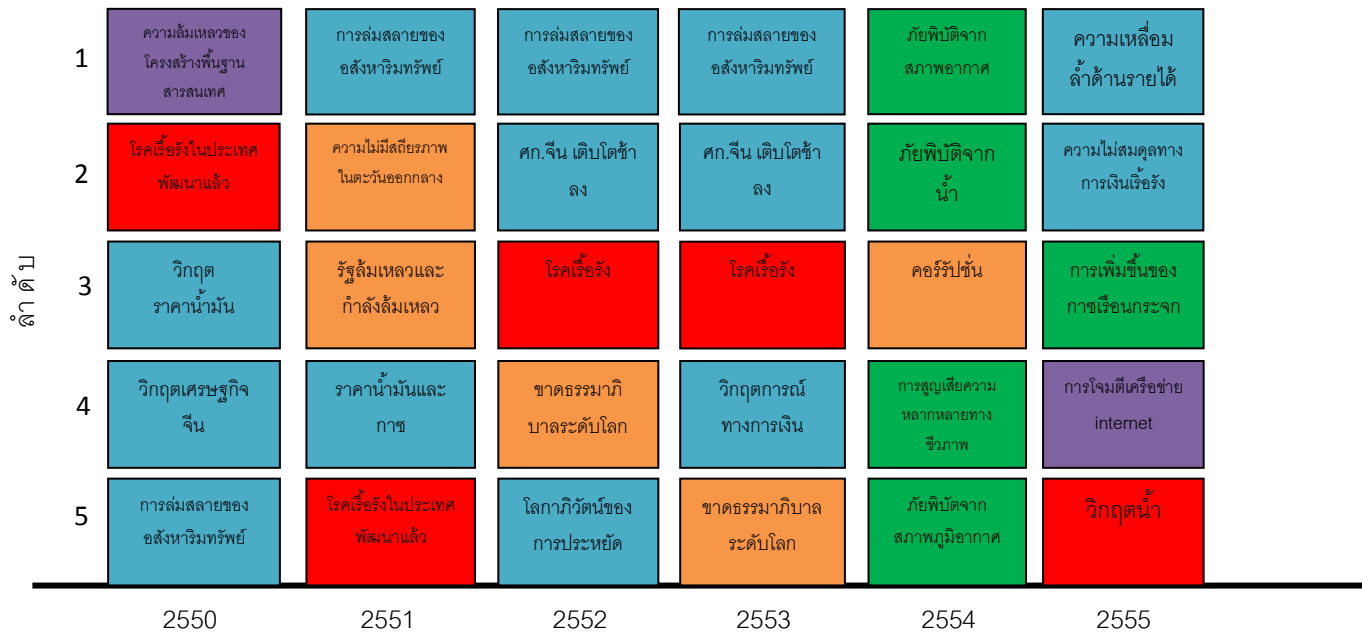 ลำดับ
1
ความล้มเหลวของ
โครงสร้างพื้นฐาน
สารสนเทศ
การล่มสลายของ
อสังหาริมทรัพย์
การล่มสลายของ
อสังหาริมทรัพย์
การล่มสลายของ
อสังหาริมทรัพย์
ภัยพิบัติจาก
สภาพอากาศ
ความเหลื่อม
ล้ำด้านรายได้
2
โรคเรื้อรังในประเทศ
พัฒนาแล้ว
ความไม่มีสถียรภาพ
ในตะวันออกกลาง
ศก.จีน เติบโตช้า
ลง
ศก.จีน เติบโตช้า
ลง
ภัยพิบัติจาก
น้ำ
ความไม่สมดุลทาง
การเงินเรื้อรัง
3
วิกฤต
ราคาน้ำมัน
รัฐล้มเหลวและ
กำลังล้มเหลว
โรคเรื้อรัง
โรคเรื้อรัง
คอร์รัปชั่น
การเพิ่มขึ้นของ
กาซเรือนกระจก
4
วิกฤตเศรษฐกิจ
จีน
ราคาน้ำมันและ
กาซ
ขาดธรรมาภิ
บาลระดับโลก
วิกฤตการณ์
ทางการเงิน
การสูญเสียความ
หลากหลายทาง
ชีวภาพ
การโจมตีเครือข่าย
internet
5
การล่มสลายของ
อสังหาริมทรัพย์
โรคเรื้อรังในประเทศ
พัฒนาแล้ว
โลกาภิวัตน์ของ
การประหยัด
ขาดธรรมาภิบาล
ระดับโลก
ภัยพิบัตจาก
สภาพภูมิอากาศ
วิกฤตน้ำ
2550
2551
2552
2553
2554
2555